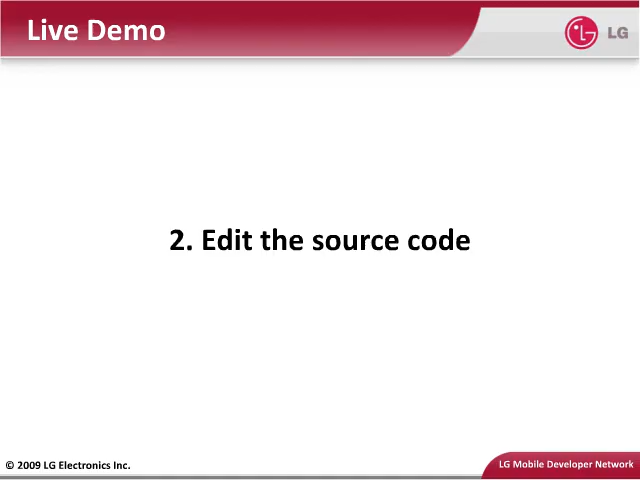 Live Demo
LG
2. Edit the source code
© 2009 LG Electronics Inc.
LG Mobile Developer Network